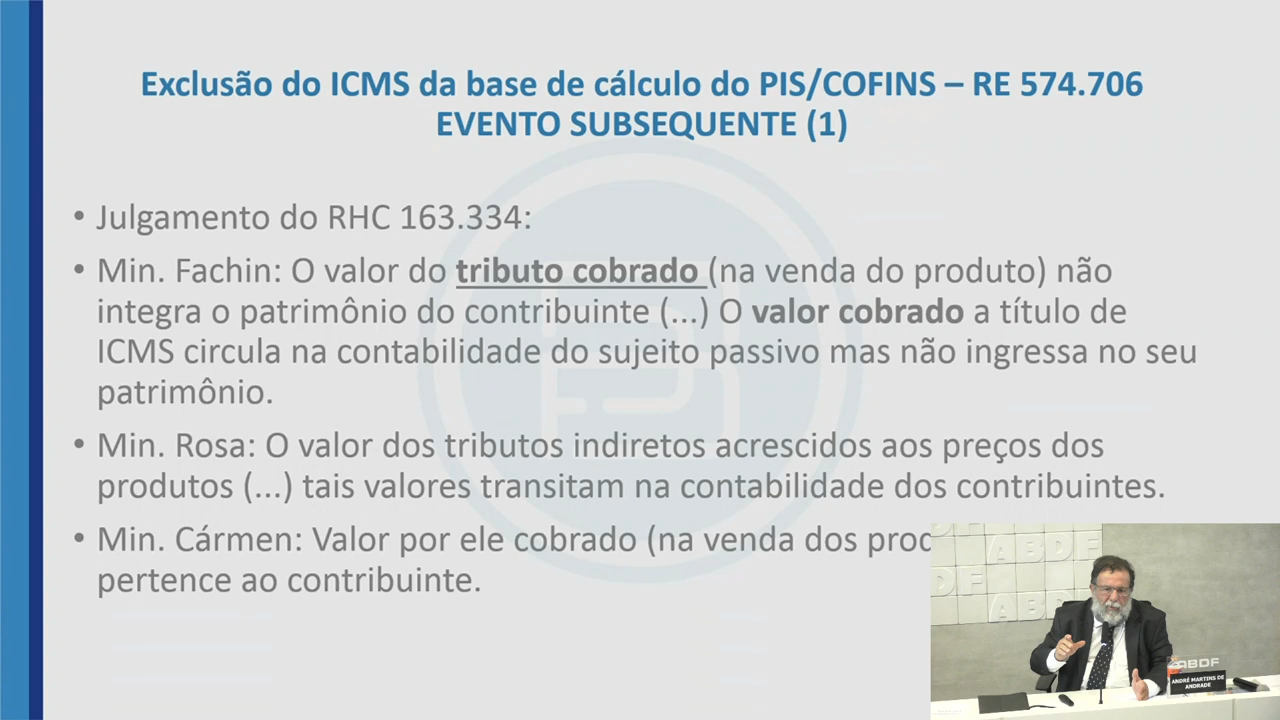 Exclusão do ICMS da base de cálculo do PIS/COFINS – RE 574.706
EVENTO SUBSEQUENTE (1)
• Julgamento do RHC 163.334:
• Min. Fachin: O valor do tributo cobrado (na venda do produto) não
integra o patrimônio do contribuinte (...) O valor cobrado a título de
ICMS circula na contabilidade do sujeito passivo mas não ingressa no seu
patrimônio.
• Min. Rosa: O valor dos tributos indiretos acrescidos aos preços dos
produtos (...) tais valores transitam na contabilidade dos contribuintes.
• Min. Cármen: Valor por ele cobrado (na venda dos prod
pertence ao contribuinte.
ABDF
ABDF
ABDF
ABDF
ANDRÉ MARTINS DE
ANDRADE